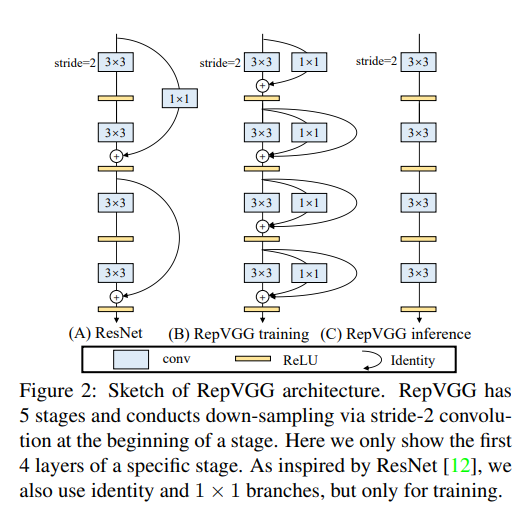 stride=2 3×3 stride=2 3×3 1×1 stride=2 3×3
1×1
+
3×3 3×3 1×1 3×3
+ +
3×3 3×3 1×1 3×3
+
3×3 3×3 1×1 3×3
+ +
(A) ResNet (B) RepVGG training (C) RepVGG inference
conv ReLU Identity
Figure 2: Sketch of RepVGG architecture. RepVGG has
5 stages and conducts down-sampling via stride-2 convolu-
tion at the beginning of a stage. Here we only show the first
4 layers of a specific stage. As inspired by ResNet [12], we
also use identity and 1 × 1 branches, but only for training.